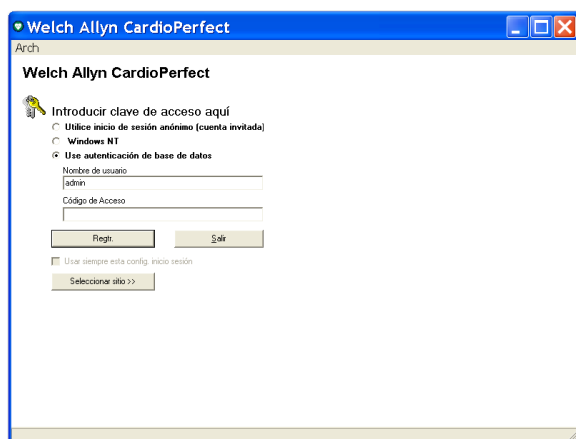 Welch Allyn CardioPerfect
Arch
Welch Allyn CardioPerfect
Introducir clave de acceso aquí
Utilice inicio de sesión anónimo (cuenta invitada)
Windows NT
Use autenticación de base de datos
Nombre de usuario
admin
Código de Acceso
Regtr. Salir
Usar siempre esta config. inicio sesión
Seleccionar sitio >>